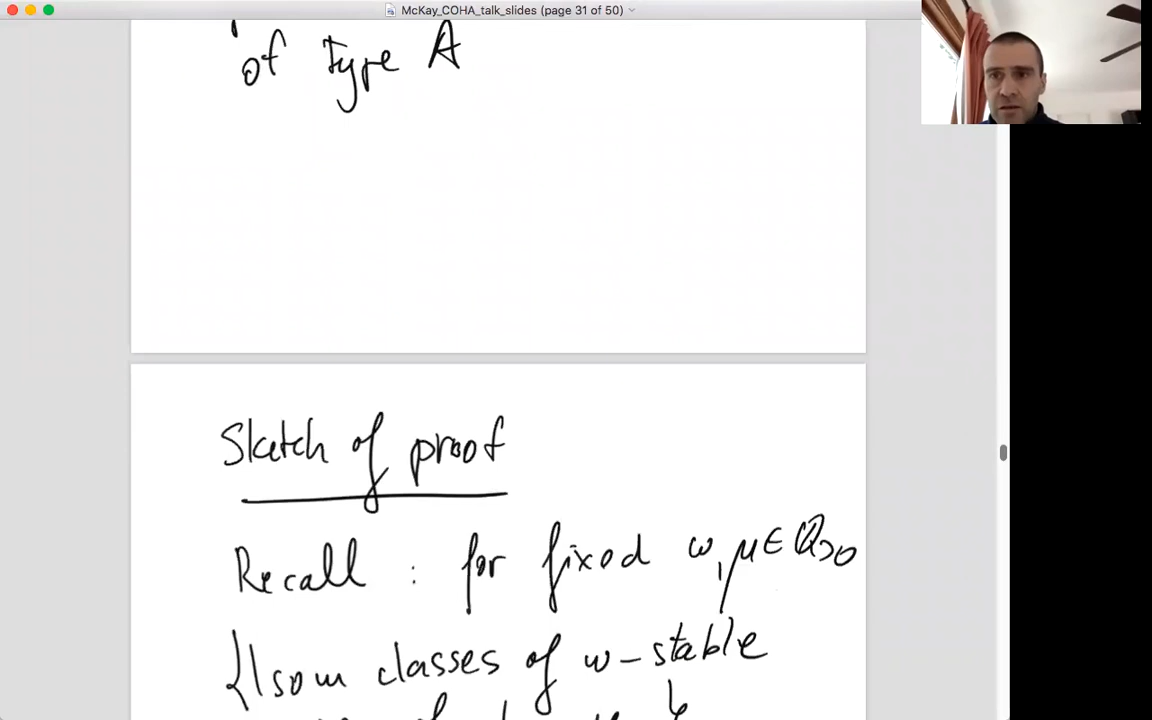 McKay_COHA_talk_slides (page 31 of 50)
of type A
Sketch of proof
Recall : for fixed ω, μ ∈ ℚ>0
{Isom classes of ω-stable